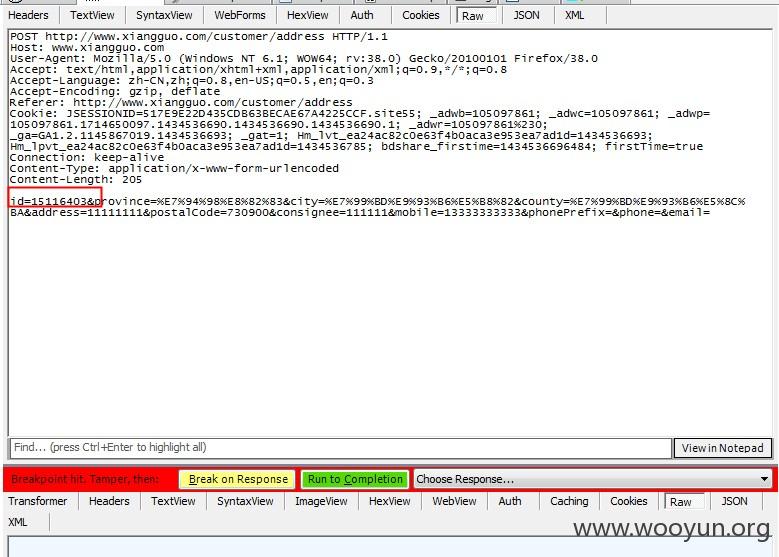 Headers TextView SyntaxView WebForms HexView Auth Cookies Raw JSON XML
POST http://www.xiangguo.com/customer/address HTTP/1.1
Host: www.xiangguo.com
User-Agent: Mozilla/5.0 (Windows NT 6.1; WOW64; rv:38.0) Gecko/20100101 Firefox/38.0
Accept: text/html,application/xhtml+xml,application/xml;q=0.9,*/*;q=0.8
Accept-Language: zh-CN,zh;q=0.8,en-US;q=0.5,en;q=0.3
Accept-Encoding: gzip, deflate
Referer: http://www.xiangguo.com/customer/address
Cookie: JSESSIONID=517E9E22D435CDB63BECAE67A4225CCF.site55; _adwb=105097861; _adwc=105097861; _adwp=
105097861.1714650097.1434536690.1434536690.1434536690.1; _adwr=105097861%230;
_ga=GA1.2.1145867019.1434536693; _gat=1; Hm_lvt_ea24ac82c0e63f4b0aca3e953ea7ad1d=1434536693;
Hm_lpvt_ea24ac82c0e63f4b0aca3e953ea7ad1d=1434536785; bdshare_firstime=1434536696484; firstTime=true
Connection: keep-alive
Content-Type: application/x-www-form-urlencoded
Content-Length: 205
id=15116403&province=%E7%94%98%E8%82%83&city=%E7%99%BD%E9%93%B6%E5%B8%82&county=%E7%99%BD%E9%93%B6%E5%8C%
BA&address=11111111&postalCode=730900&consignee=111111&mobile=13333333333&phonePrefix=&phone=&email=
Find... (press Ctrl+Enter to highlight all) View in Notepad
Breakpoint hit. Tamper, then: Break on Response Run to Completion Choose Response...
Transformer Headers TextView SyntaxView ImageView HexView WebView Auth Caching Cookies Raw JSON
XML
www.wooyun.org